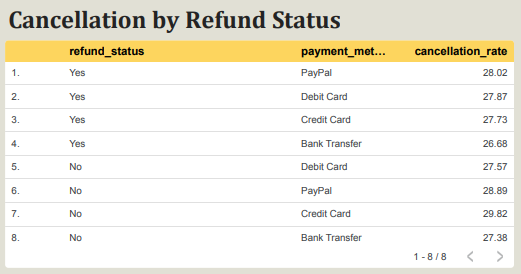 Cancellation by Refund Status
refund_status payment_met… cancellation_rate
1. Yes PayPal 28.02
2. Yes Debit Card 27.87
3. Yes Credit Card 27.73
4. Yes Bank Transfer 26.68
5. No Debit Card 27.57
6. No PayPal 28.89
7. No Credit Card 29.82
8. No Bank Transfer 27.38
1 - 8 / 8 < >